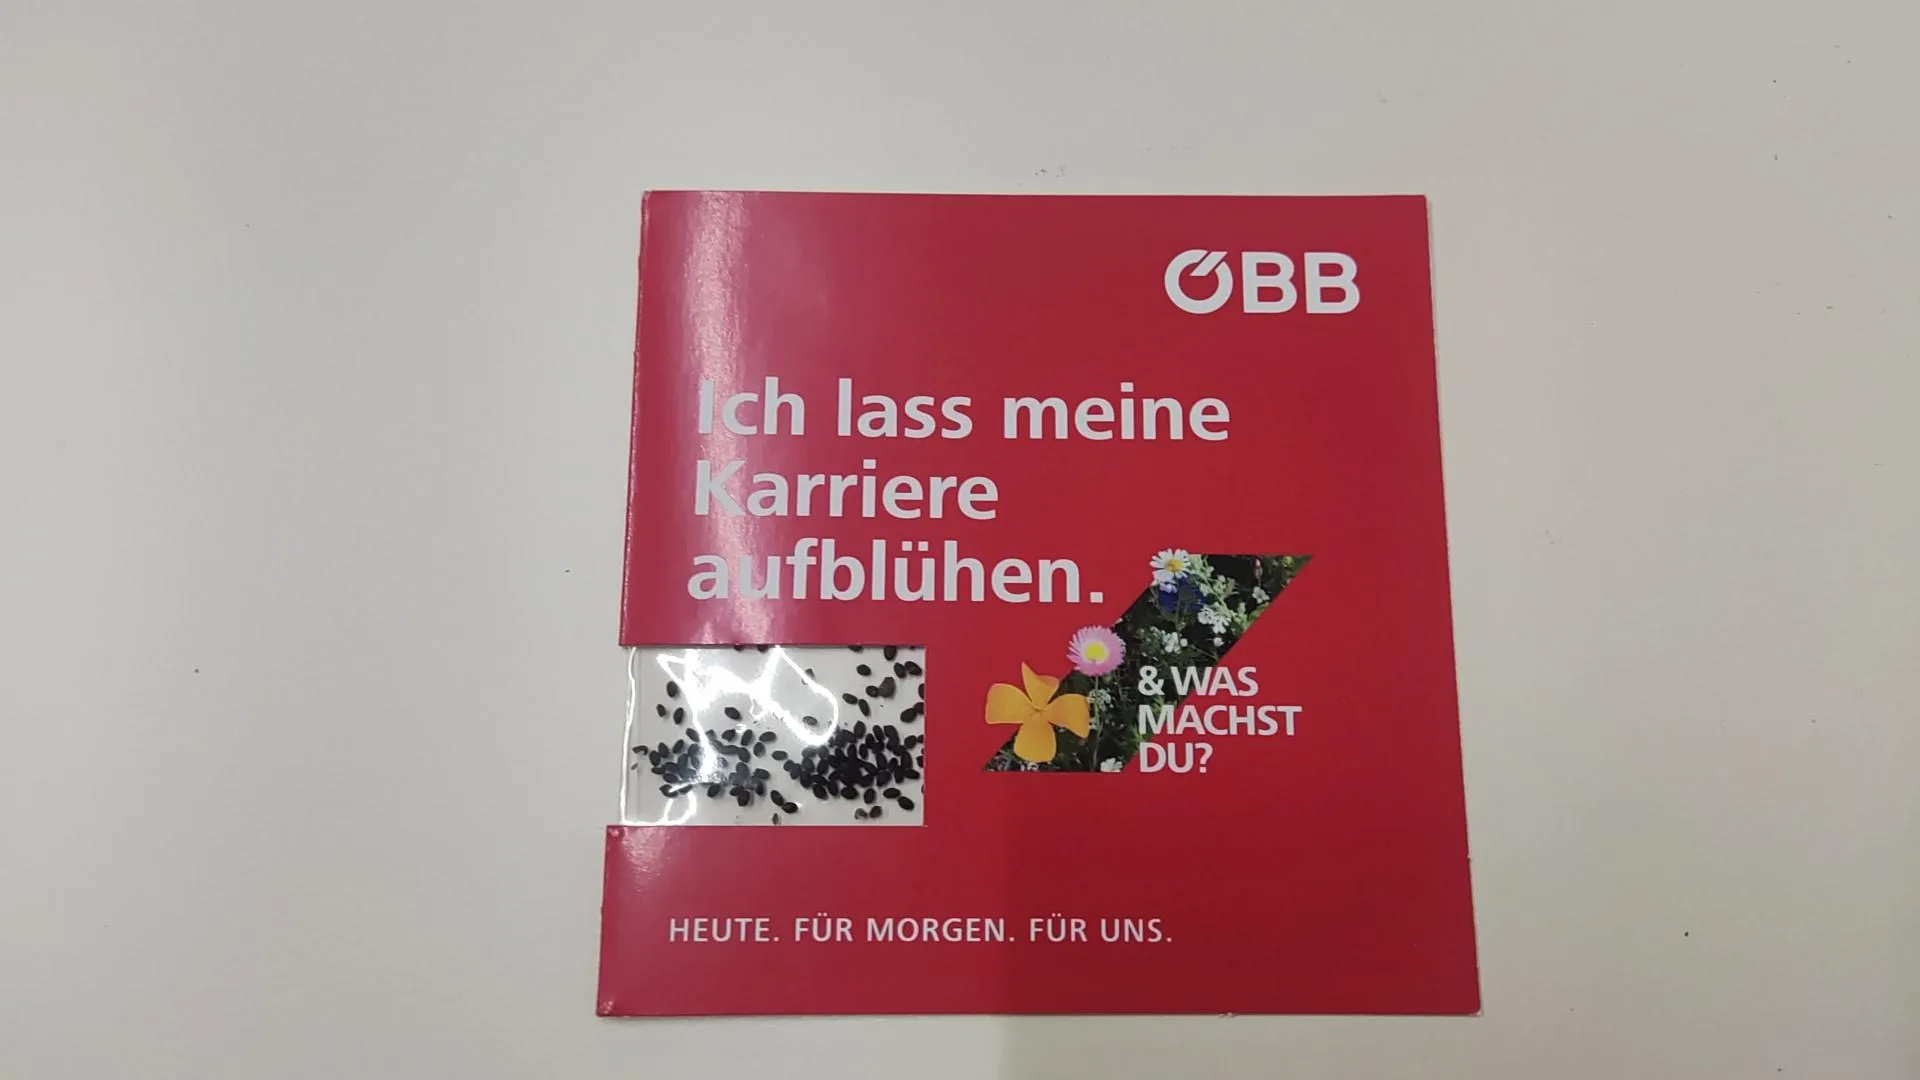 ÖBB
Ich lass meine
Karriere
aufblühen.
& WAS
MACHST
DU?
HEUTE. FÜR MORGEN. FÜR UNS.